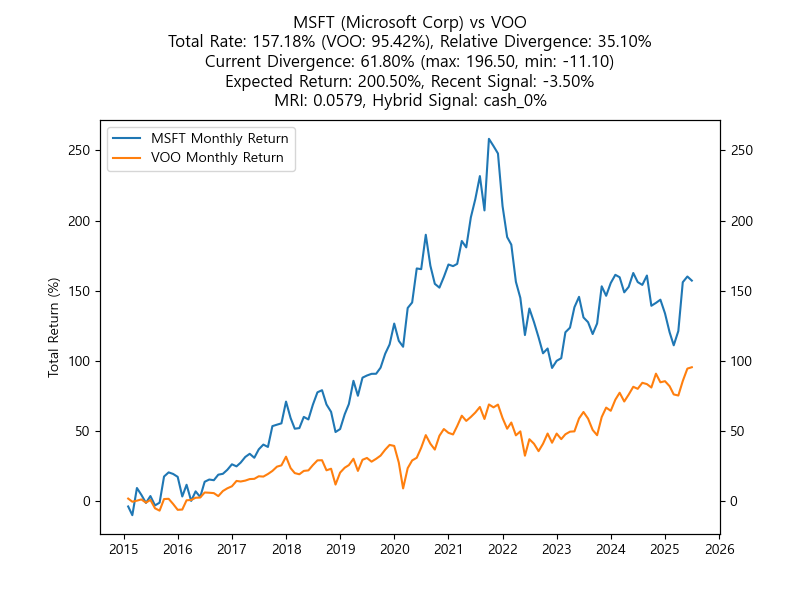 MSFT (Microsoft Corp) vs VOO
Total Rate: 157.18% (VOO: 95.42%), Relative Divergence: 35.10%
Current Divergence: 61.80% (max: 196.50, min: -11.10)
Expected Return: 200.50%, Recent Signal: -3.50%
MRI: 0.0579, Hybrid Signal: cash_0%
MSFT Monthly Return
VOO Monthly Return
Total Return (%)
250
200
150
100
50
0
250
200
150
100
50
0
2015 2016 2017 2018 2019 2020 2021 2022 2023 2024 2025 2026